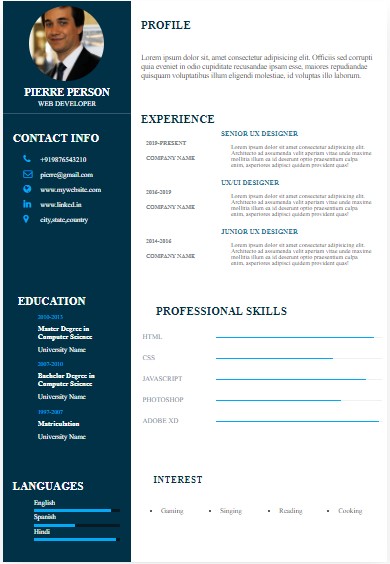 PIERRE PERSON
WEB DEVELOPER
CONTACT INFO
+919876543210
pierre@gmail.com
www.mywebsite.com
www.linked.in
city,state,country
EDUCATION
2010-2013
Master Degree in
Computer Science
University Name
2007-2010
Bachelor Degree in
Computer Science
University Name
1997-2007
Matriculation
University Name
LANGUAGES
English
Spanish
Hindi
PROFILE
Lorem ipsum dolor sit amet consectetur adipisicing elit. Officiis sed corrupti
quia eveniet in odio cumque nam sint modi. Beatae repudiandae maxime
quisquam voluptatibus illum eligendi molestiae, id voluptas illo laborum.
EXPERIENCE
2019-PRESENT
COMPANY NAME
SENIOR UX DESIGNER
Lorem ipsum dolor sit amet consectetur adipisicing elit.
Architecto ad assumenda velit aperiam vitae unde maxime
mollitia illum ea id deserunt praesentium culpa
enim, asperiores adipisci quidem provident quas!
2016-2019
COMPANY NAME
UX/UI DESIGNER
Lorem ipsum dolor sit amet consectetur adipisicing elit.
Architecto ad assumenda velit aperiam vitae unde maxime
mollitia illum ea id deserunt praesentium culpa
enim, asperiores adipisci quidem provident quas!
2014-2016
COMPANY NAME
JUNIOR UX DESIGNER
Lorem ipsum dolor sit amet consectetur adipisicing elit.
Architecto ad assumenda velit aperiam vitae unde maxime
mollitia illum ea id deserunt praesentium culpa
enim, asperiores adipisci quidem provident quas!
PROFESSIONAL SKILLS
HTML
CSS
JAVASCRIPT
PHOTOSHOP
ADOBE XD
INTEREST
• Gaming • Singing • Reading • Cooking